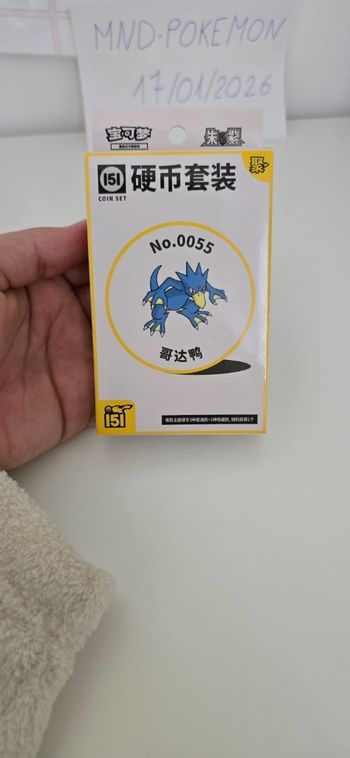 MND-POKEMON
17/01/2026
宝可梦
朱 紫
聚
151 硬币套装
COIN SET
No.0055
哥达鸭
151